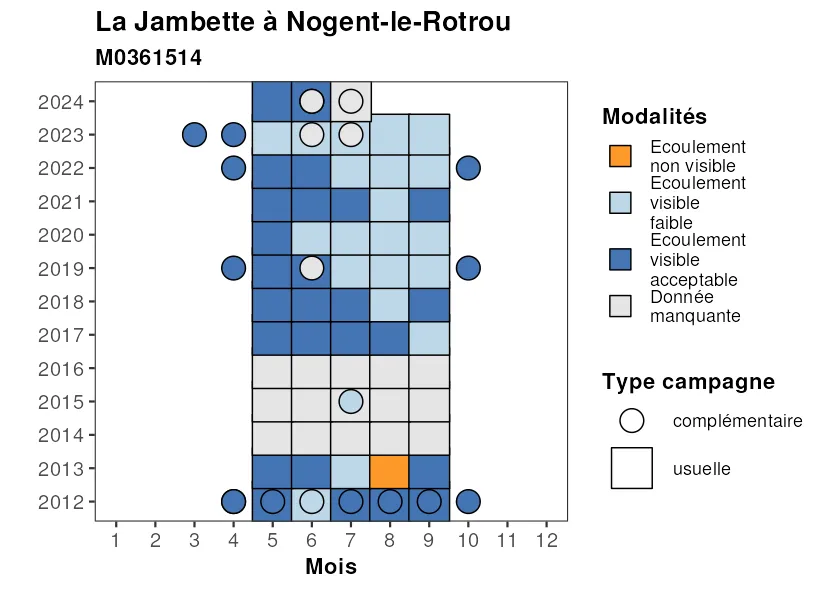 La Jambette à Nogent-le-Rotrou
M0361514
2024
2023
2022
2021
2020
2019
2018
2017
2016
2015
2014
2013
2012
1 2 3 4 5 6 7 8 9 10 11 12
Mois
Modalités
Ecoulement
non visible
Ecoulement
visible
faible
Ecoulement
visible
acceptable
Donnée
manquante
Type campagne
complémentaire
usuelle